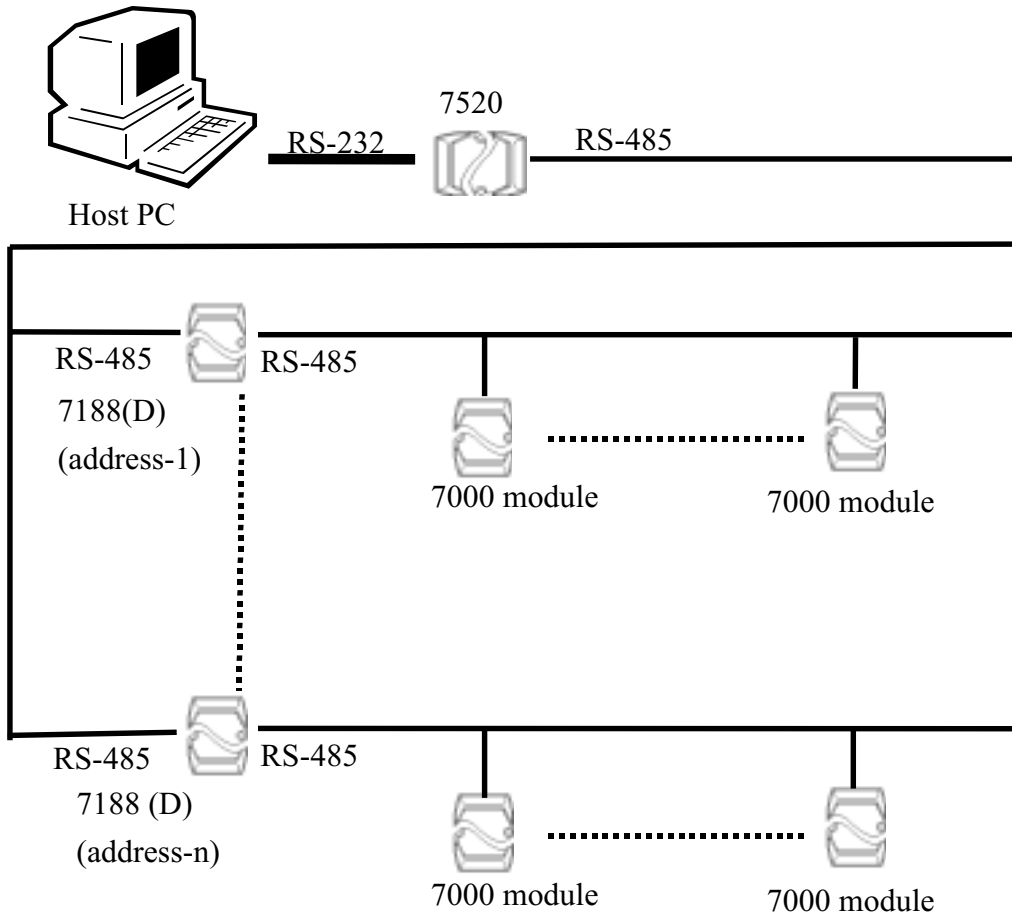 7520
RS-232
RS-485
Host PC
RS-485
RS-485
7188(D)
(address-1)
7000 module
7000 module
RS-485
RS-485
7188 (D)
(address-n)
7000 module
7000 module